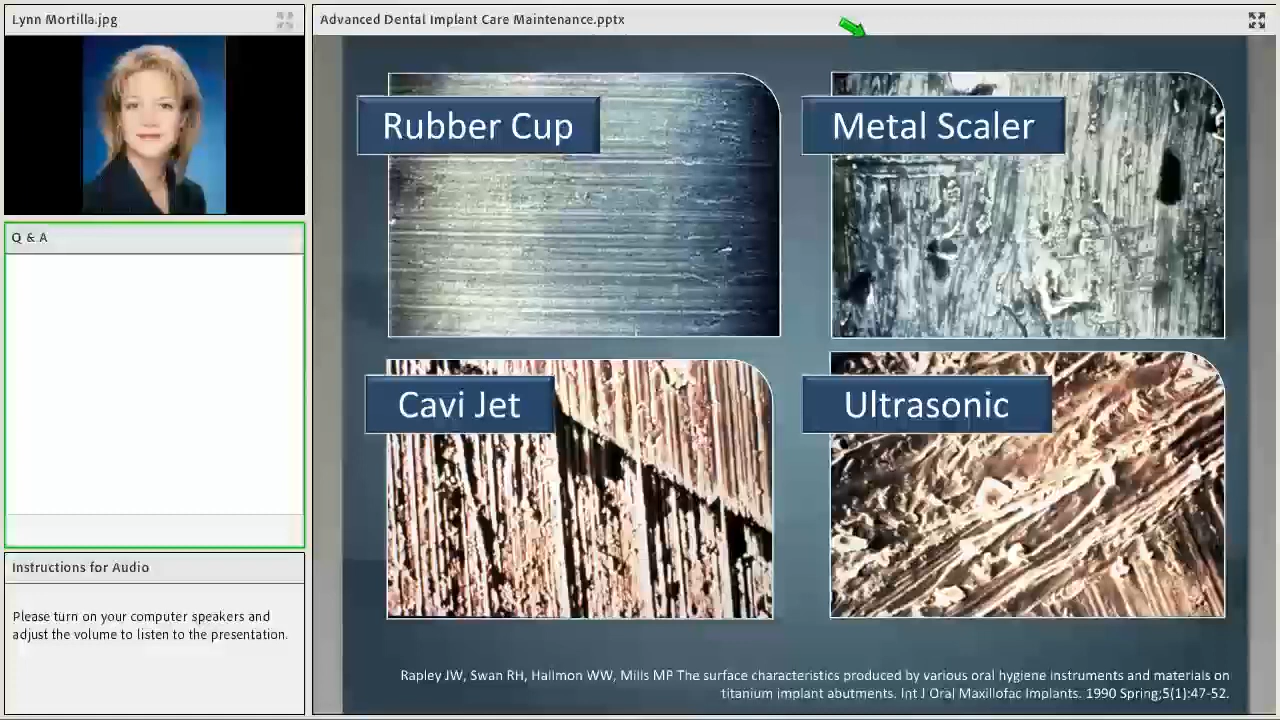 Lynn Mortilla.jpg
Advanced Dental Implant Care Maintenance.pptx
Rubber Cup
Metal Scaler
Q & A
Cavi Jet
Ultrasonic
Instructions for Audio
Please turn on your computer speakers and
adjust the volume to listen to the presentation.
Rapley JW, Swan RH, Hallmon WW, Mills MP The surface characteristics produced by various oral hygiene instruments and materials on
titanium implant abutments. Int J Oral Maxillofac Implants. 1990 Spring;5(1):47-52.